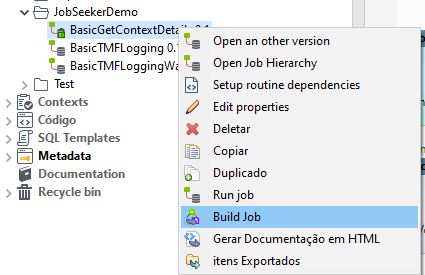 JobSeekerDemo
BasicGetContextDetails 0.1
BasicTMFLogging 0.
BasicTMFLoggingWa
Test
Contexts
Código
SQL Templates
Metadata
Documentation
Recycle bin
Open an other version
Open Job Hierarchy
Setup routine dependencies
Edit properties
Deletar
Copiar
Duplicado
Run job
Build Job
Gerar Documentação em HTML
itens Exportados